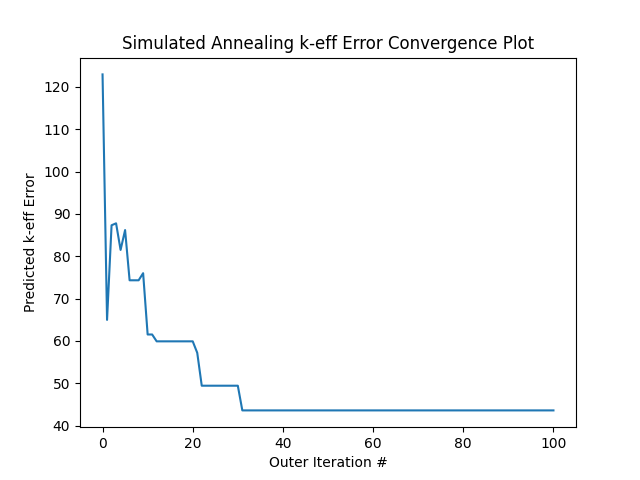 Simulated Annealing k-eff Error Convergence Plot
120
110
100
90
80
70
60
50
40
Predicted k-eff Error
0 20 40 60 80 100
Outer Iteration #